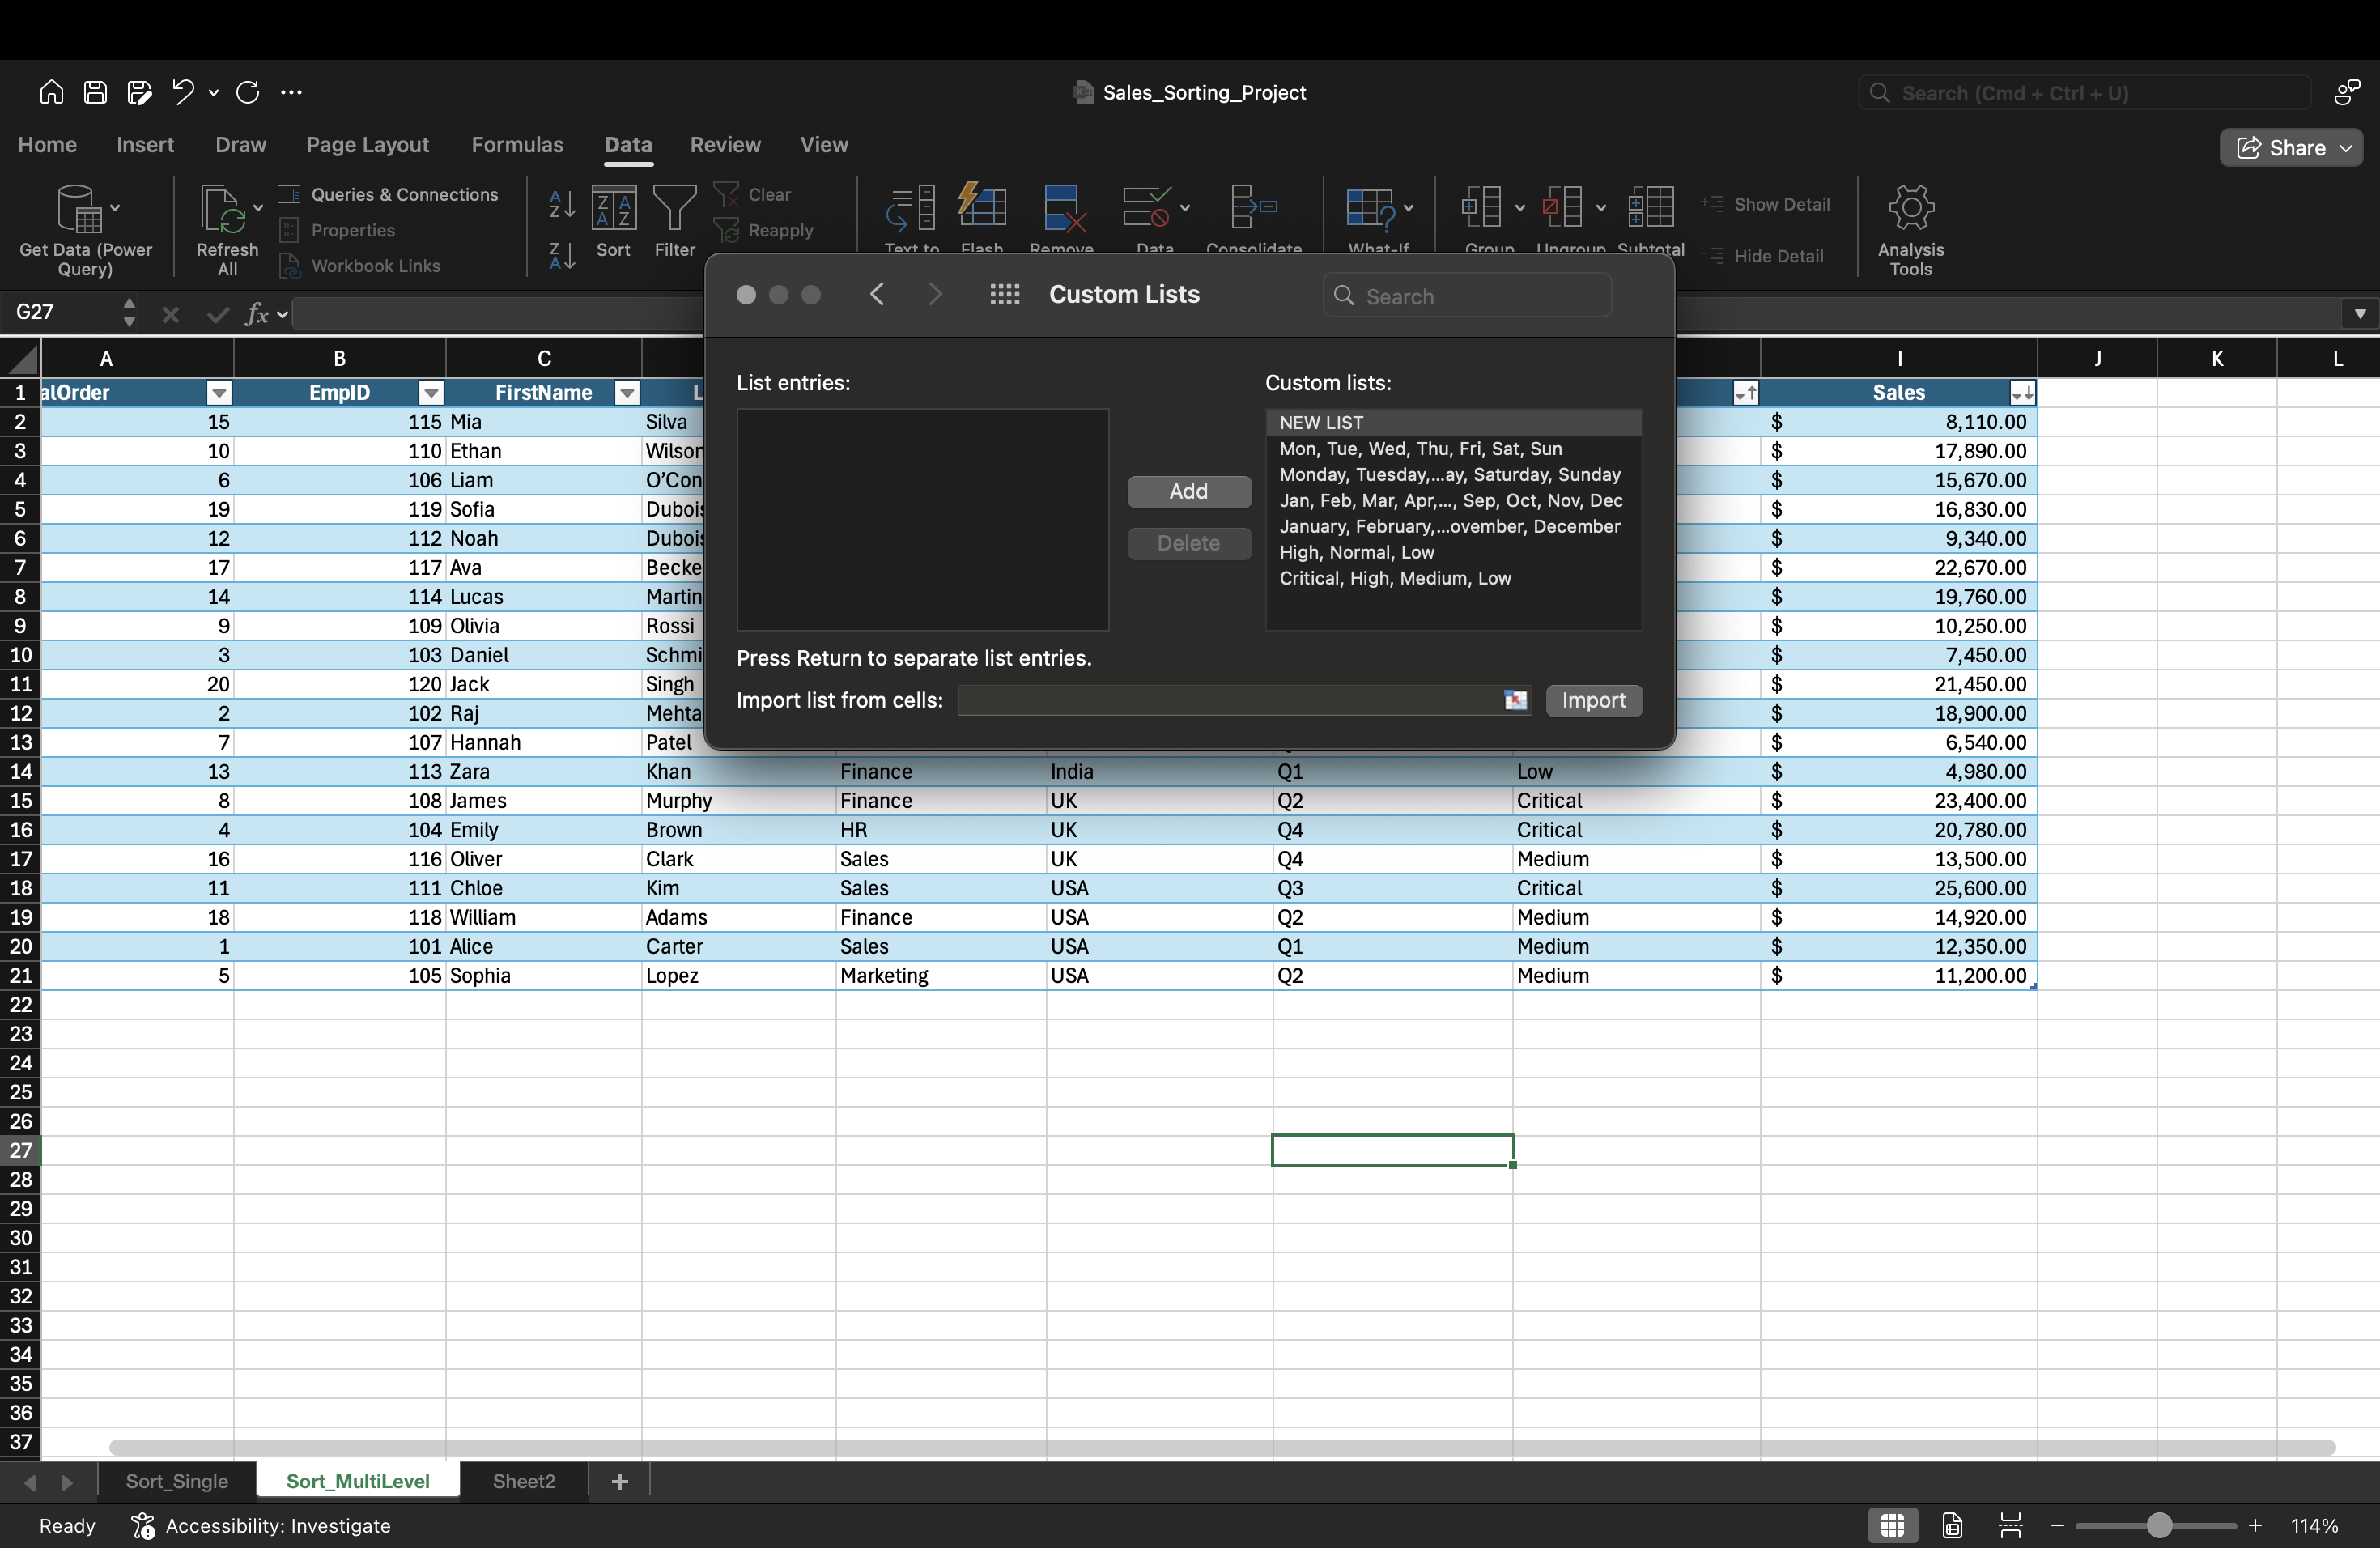 Sales_Sorting_Project
Search (Cmd + Ctrl + U)
Home Insert Draw Page Layout Formulas Data Review View
Share
Get Data (Power Query)
Refresh All
Queries & Connections
Properties
Workbook Links
Sort
Filter
Clear
Reapply
Text to
Flash
Remove
Data
Consolidate
What-If
Group
Ungroup
Subtotal
Show Detail
Hide Detail
Analysis Tools
G27
fx
Custom Lists
Search
List entries:
Custom lists:
NEW LIST
Mon, Tue, Wed, Thu, Fri, Sat, Sun
Monday, Tuesday,...ay, Saturday, Sunday
Jan, Feb, Mar, Apr,..., Sep, Oct, Nov, Dec
January, February,...ovember, December
High, Normal, Low
Critical, High, Medium, Low
Add
Delete
Press Return to separate list entries.
Import list from cells:
Import
A B C I J K L
1 alOrder EmpID FirstName L Sales
2 15 115 Mia Silva $ 8,110.00
3 10 110 Ethan Wilson $ 17,890.00
4 6 106 Liam O’Con $ 15,670.00
5 19 119 Sofia Dubois $ 16,830.00
6 12 112 Noah Dubois $ 9,340.00
7 17 117 Ava Becke $ 22,670.00
8 14 114 Lucas Martin $ 19,760.00
9 9 109 Olivia Rossi $ 10,250.00
10 3 103 Daniel Schmi $ 7,450.00
11 20 120 Jack Singh $ 21,450.00
12 2 102 Raj Mehta $ 18,900.00
13 7 107 Hannah Patel $ 6,540.00
14 13 113 Zara Khan Finance India Q1 Low $ 4,980.00
15 8 108 James Murphy Finance UK Q2 Critical $ 23,400.00
16 4 104 Emily Brown HR UK Q4 Critical $ 20,780.00
17 16 116 Oliver Clark Sales UK Q4 Medium $ 13,500.00
18 11 111 Chloe Kim Sales USA Q3 Critical $ 25,600.00
19 18 118 William Adams Finance USA Q2 Medium $ 14,920.00
20 1 101 Alice Carter Sales USA Q1 Medium $ 12,350.00
21 5 105 Sophia Lopez Marketing USA Q2 Medium $ 11,200.00
22
23
24
25
26
27
28
29
30
31
32
33
34
35
36
37
Sort_Single Sort_MultiLevel Sheet2 +
Ready Accessibility: Investigate 114%